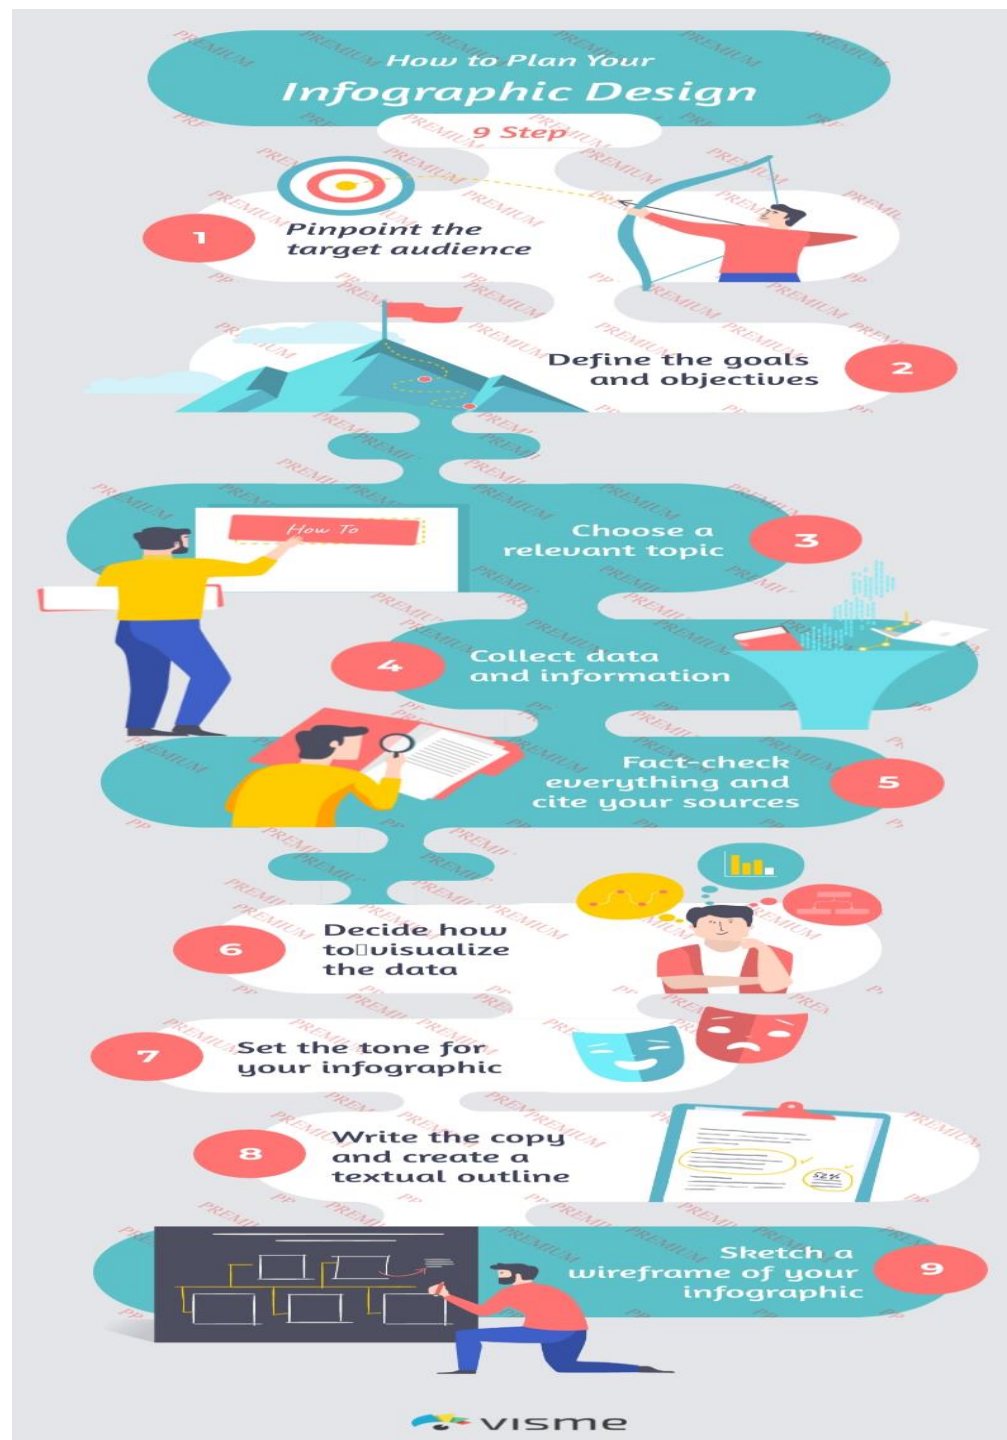 How to Plan Your
Infographic Design
9 Step
1
Pinpoint the
target audience
Define the goals
and objectives
2
How To
Choose a
relevant topic
3
4
Collect data
and information
Fact-check
everything and
cite your sources
5
6
Decide how
to▯visualize
the data
7
Set the tone for
your infographic
8
Write the copy
and create a
textual outline
52%
Sketch a
wireframe of your
infographic
9
visme
PREMIUM